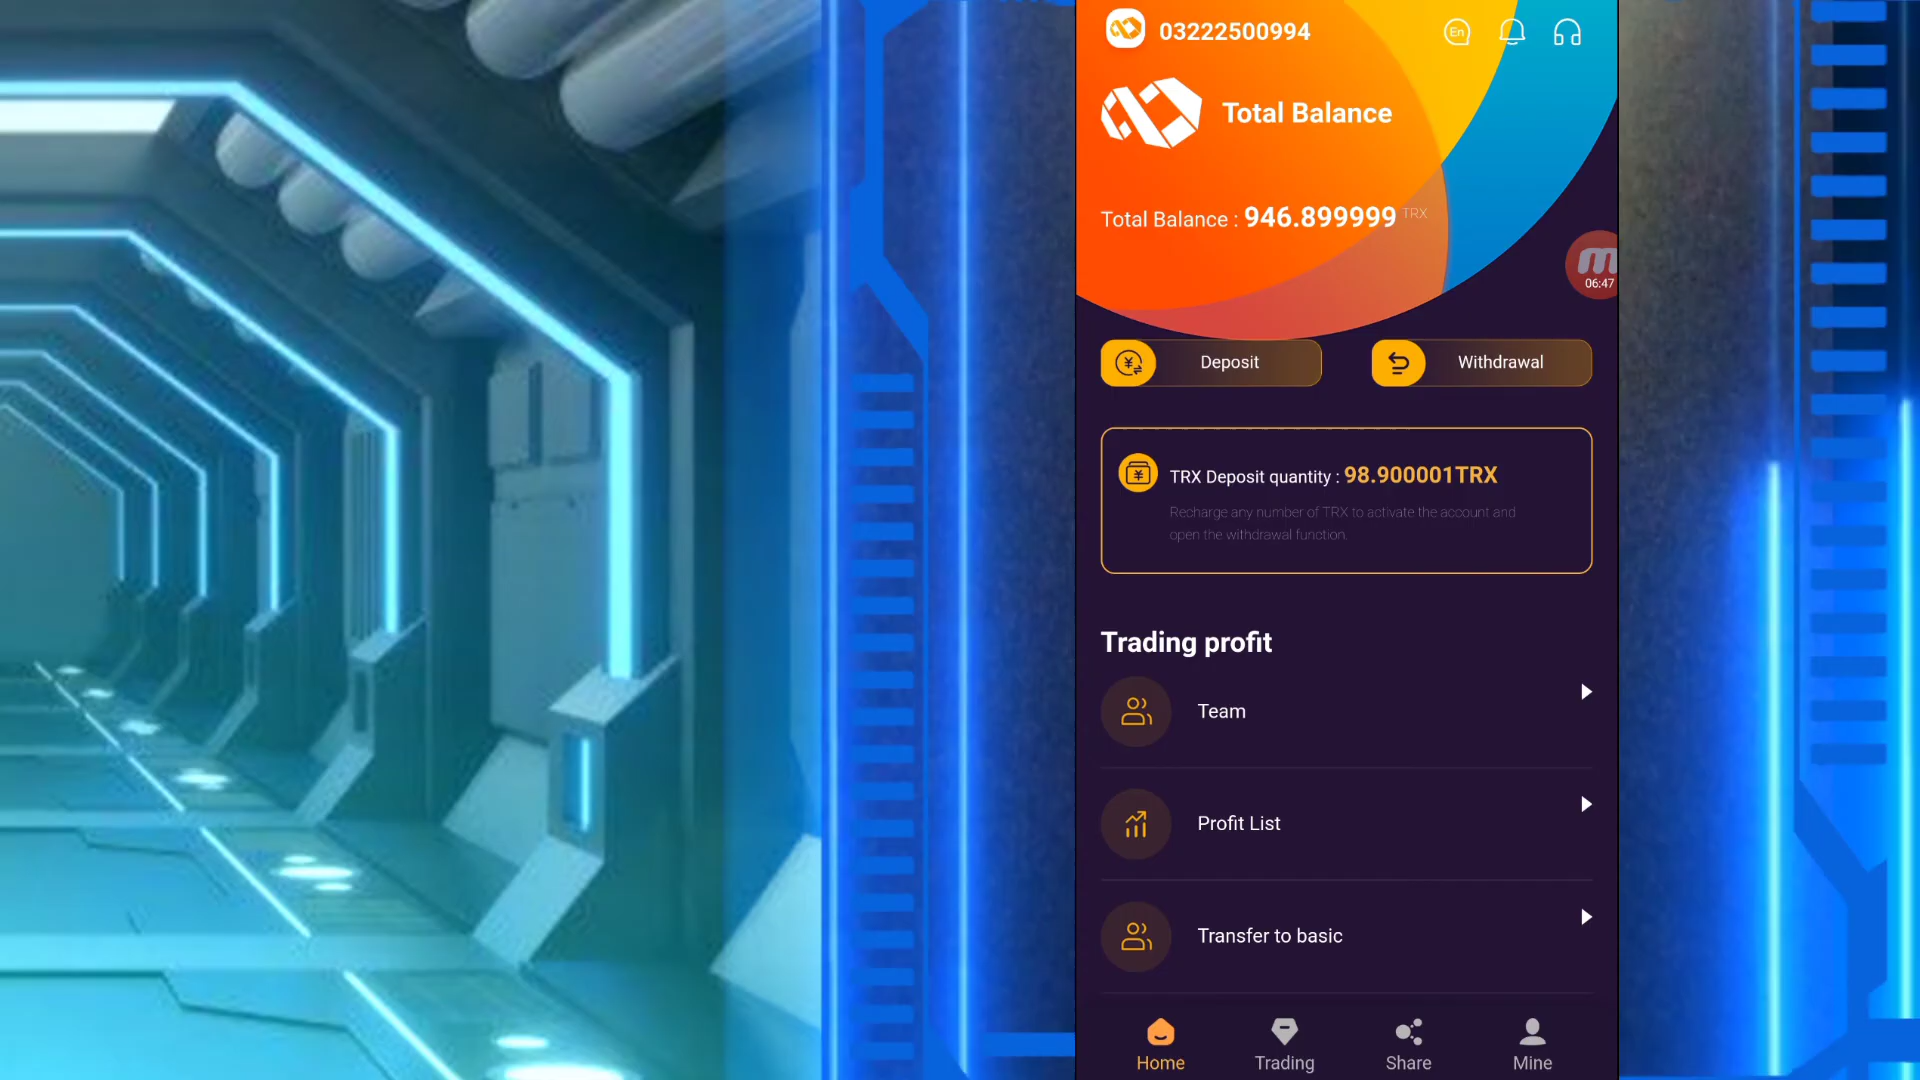 03222500994
En
Total Balance
Total Balance : 946.899999 TRX
06:47
Deposit
Withdrawal
TRX Deposit quantity : 98.900001TRX
Recharge any number of TRX to activate the account and
open the withdrawal function.
Trading profit
Team
Profit List
Transfer to basic
Home
Trading
Share
Mine